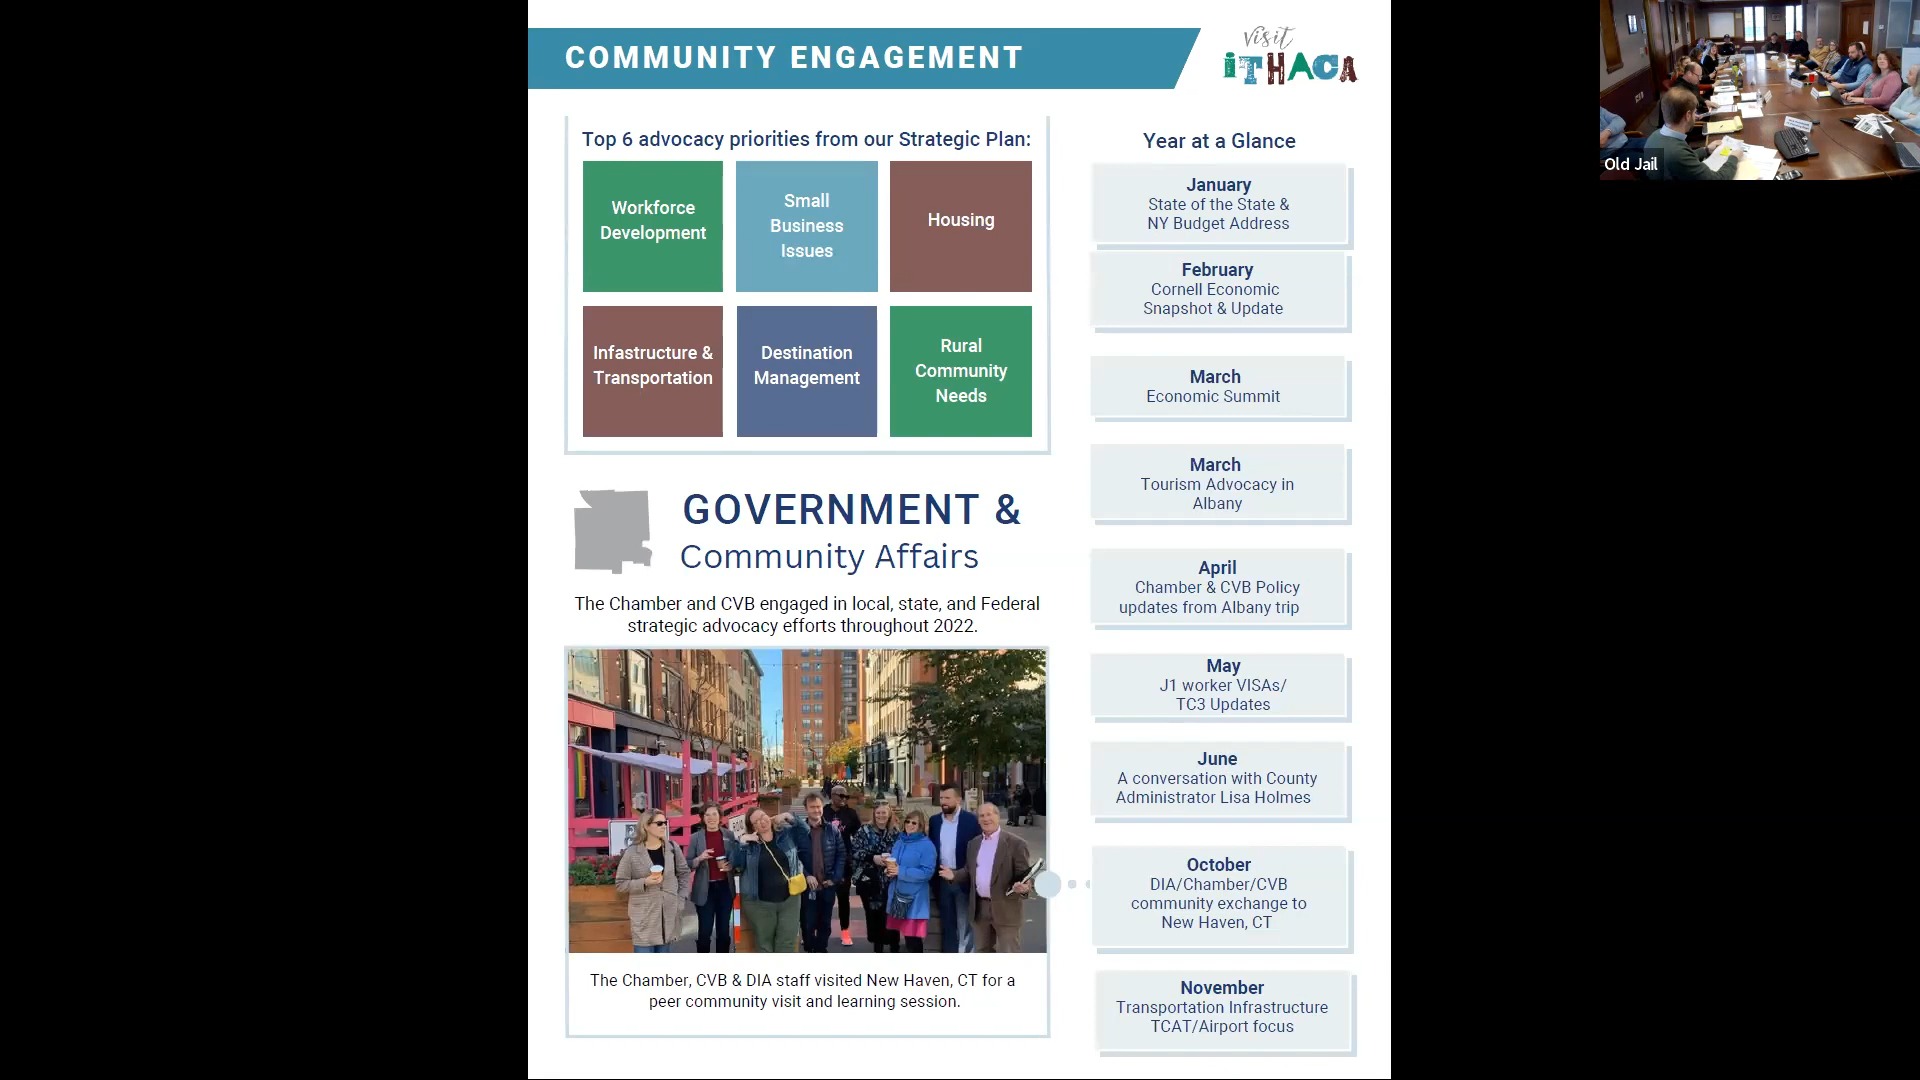 COMMUNITY ENGAGEMENT
Visit
ITHACA
Top 6 advocacy priorities from our Strategic Plan:
Workforce
Development
Small
Business
Issues
Housing
Infastructure &
Transportation
Destination
Management
Rural
Community
Needs
GOVERNMENT &
Community Affairs
The Chamber and CVB engaged in local, state, and Federal
strategic advocacy efforts throughout 2022.
The Chamber, CVB & DIA staff visited New Haven, CT for a
peer community visit and learning session.
Year at a Glance
January
State of the State &
NY Budget Address
February
Cornell Economic
Snapshot & Update
March
Economic Summit
March
Tourism Advocacy in
Albany
April
Chamber & CVB Policy
updates from Albany trip
May
J1 worker VISAs/
TC3 Updates
June
A conversation with County
Administrator Lisa Holmes
October
DIA/Chamber/CVB
community exchange to
New Haven, CT
November
Transportation Infrastructure
TCAT/Airport focus
Old Jail